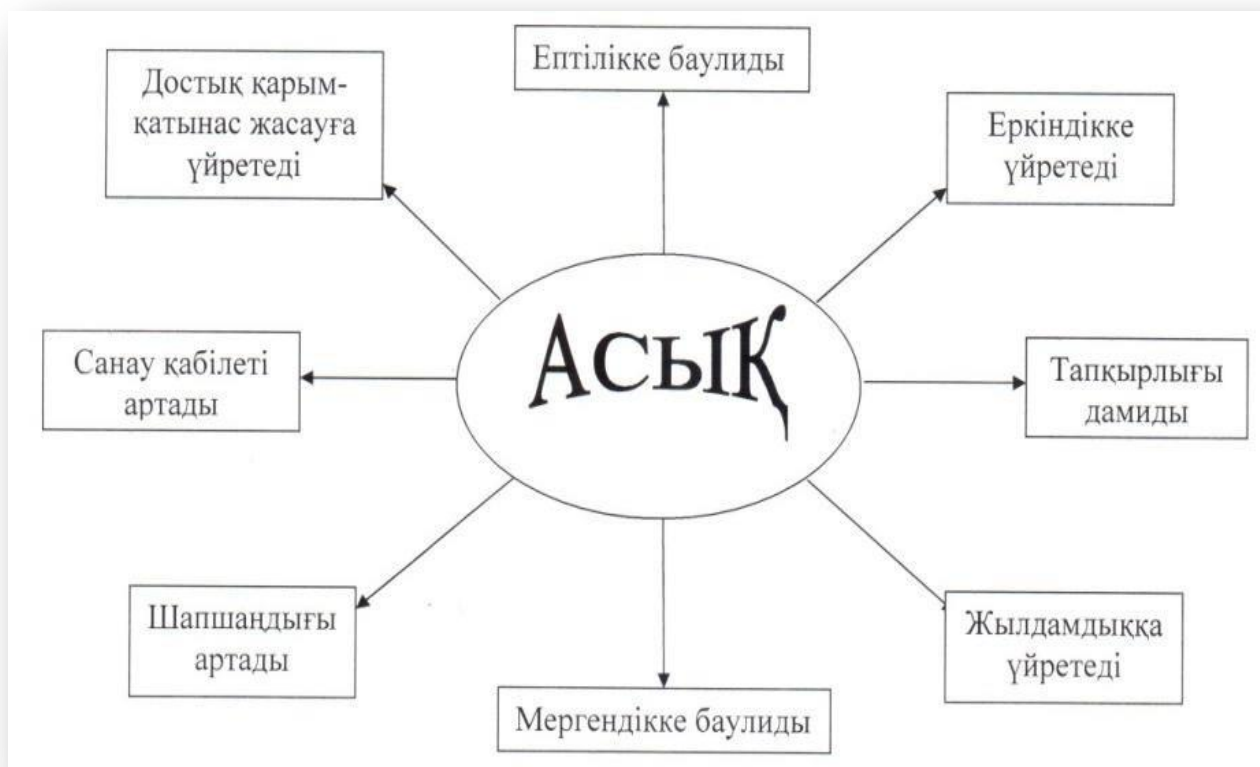 Ептілікке баулиды
Достық қарым-
қатынас жасауға
үйретеді
Еркіндікке
үйретеді
АСЫҚ
Санау қабілеті
артады
Тапқырлығы
дамиды
Шапшаңдығы
артады
Жылдамдыққа
үйретеді
Мергендікке баулиды